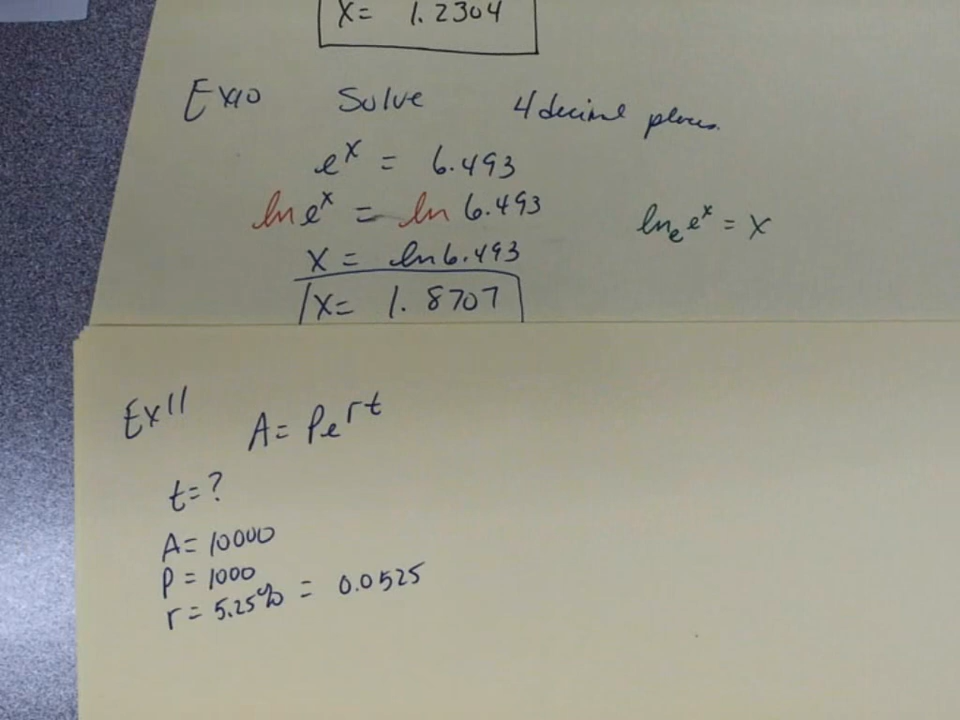 x = 1.2304
Ex10 Solve 4 decimal places.
e^x = 6.493
ln e^x = ln 6.493 ln_e e^x = x
x = ln 6.493
x = 1.8707
Ex11 A = Pe^rt
t = ?
A = 10000
P = 1000
r = 5.25% = 0.0525